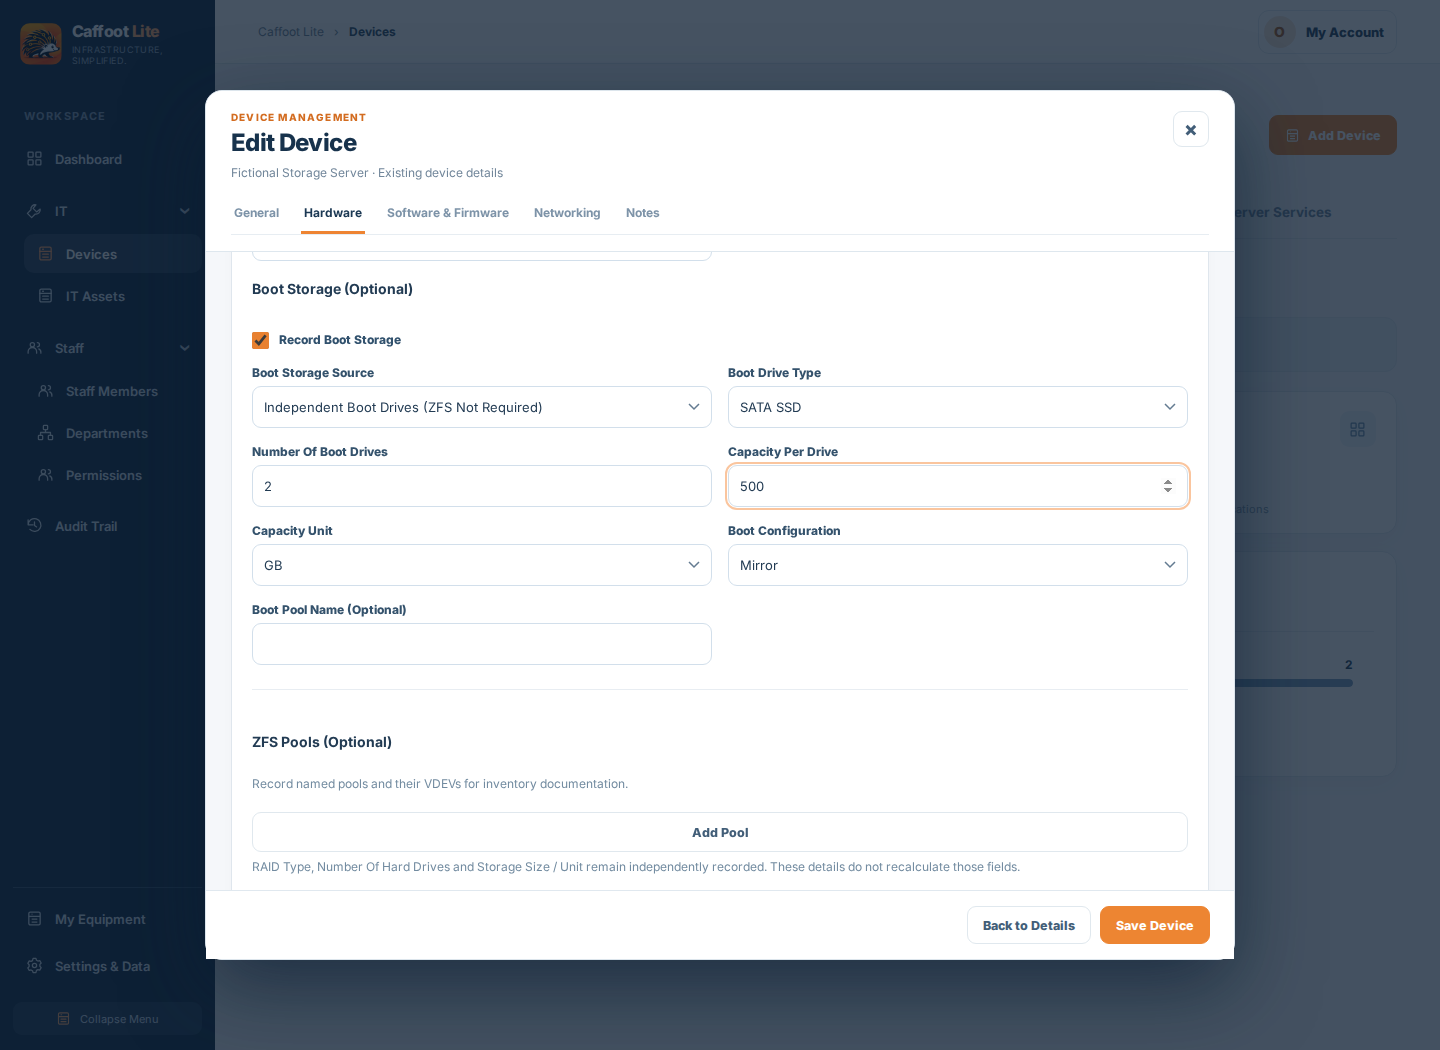 Caffoot Lite
INFRASTRUCTURE,
SIMPLIFIED.
WORKSPACE
Dashboard
IT
Devices
IT Assets
Staff
Staff Members
Departments
Permissions
Audit Trail
My Equipment
Settings & Data
Collapse Menu
Caffoot Lite › Devices
O My Account
Add Device
erver Services
ations
2
DEVICE MANAGEMENT
Edit Device
Fictional Storage Server · Existing device details
General Hardware Software & Firmware Networking Notes
Boot Storage (Optional)
Record Boot Storage
Boot Storage Source Boot Drive Type
Independent Boot Drives (ZFS Not Required) SATA SSD
Number Of Boot Drives Capacity Per Drive
2 500
Capacity Unit Boot Configuration
GB Mirror
Boot Pool Name (Optional)
ZFS Pools (Optional)
Record named pools and their VDEVs for inventory documentation.
Add Pool
RAID Type, Number Of Hard Drives and Storage Size / Unit remain independently recorded. These details do not recalculate those fields.
Back to Details Save Device